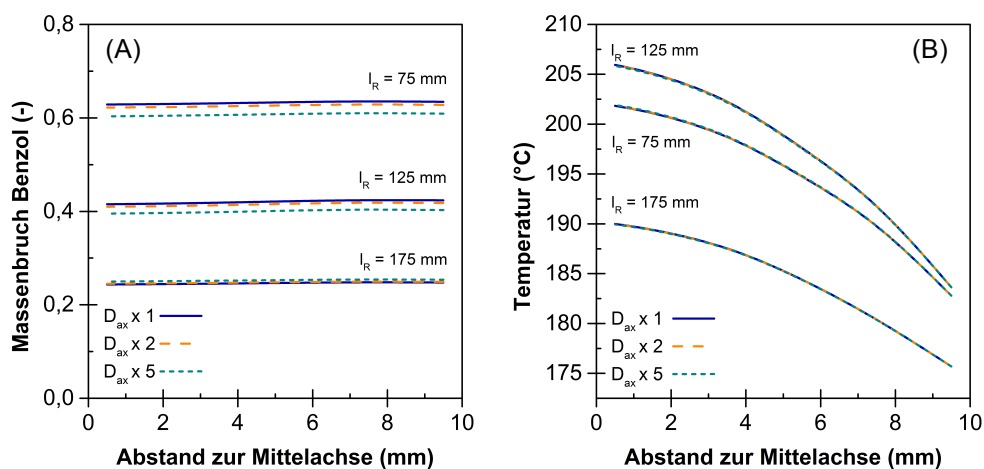 (A)
Massenbruch Benzol (-)
0,8
0,6
0,4
0,2
0,0
l_R = 75 mm
l_R = 125 mm
l_R = 175 mm
D_ax x 1
D_ax x 2
D_ax x 5
0 2 4 6 8 10
Abstand zur Mittelachse (mm)
(B)
Temperatur (°C)
210
205
200
195
190
185
180
175
l_R = 125 mm
l_R = 75 mm
l_R = 175 mm
D_ax x 1
D_ax x 2
D_ax x 5
0 2 4 6 8 10
Abstand zur Mittelachse (mm)